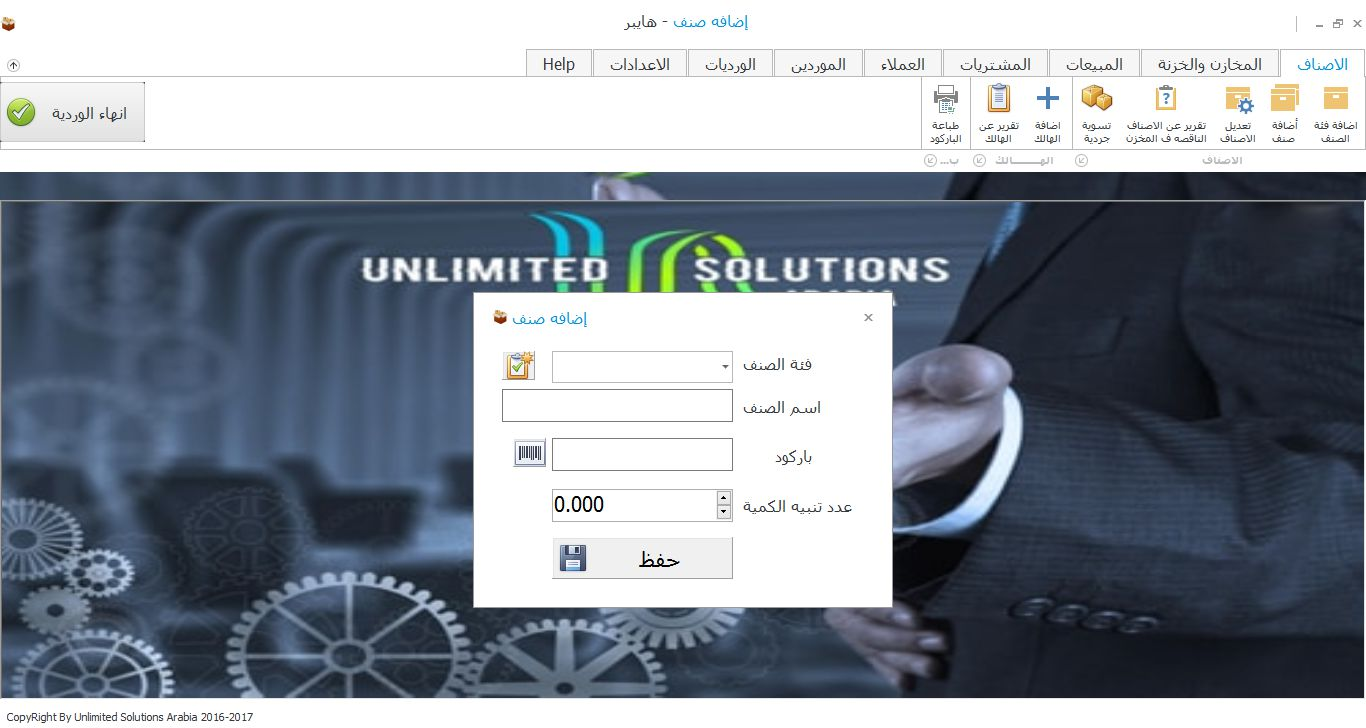 إضافه صنف - هايبر
الاصناف
المخازن والخزنة
المبيعات
المشتريات
العملاء
الموردين
الورديات
الاعدادات
Help
اضافة فئة
الصنف
أضافة
صنف
تعديل
الاصناف
تقرير عن الاصناف
الناقصه ف المخزن
تسوية
جردية
اضافة
الهالك
تقرير عن
الهالك
طباعة
الباركود
انهاء الوردية
الاصناف
الهـــــــالك
ب...
UNLIMITED SOLUTIONS
إضافه صنف
فئة الصنف
اسم الصنف
باركود
عدد تنبيه الكمية
0.000
حفظ
CopyRight By Unlimited Solutions Arabia 2016-2017